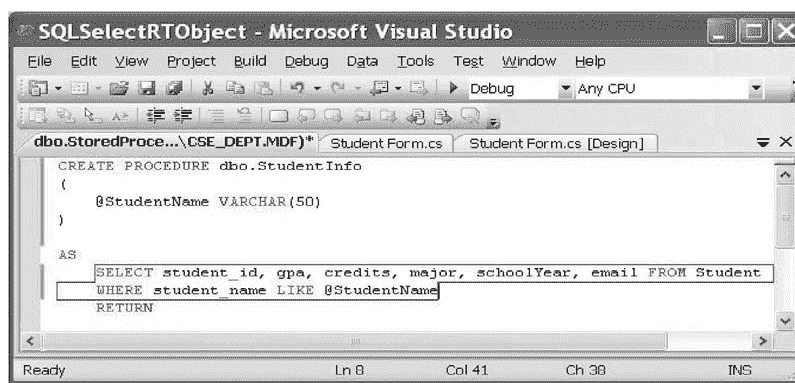 SQLSelectRTObject - Microsoft Visual Studio
File Edit View Project Build Debug Data Tools Test Window Help
Debug Any CPU
dbo.StoredProce...\CSE_DEPT.MDF)* Student Form.cs Student Form.cs [Design]
CREATE PROCEDURE dbo.StudentInfo
(
@StudentName VARCHAR(50)
)
AS
SELECT student_id, gpa, credits, major, schoolYear, email FROM Student
WHERE student_name LIKE @StudentName
RETURN
Ready Ln 8 Col 41 Ch 38 INS